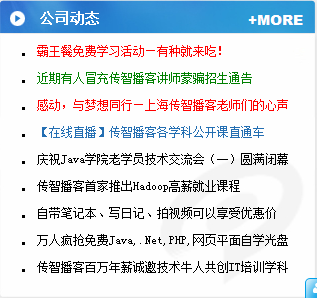 公司动态
+MORE
霸王餐免费学习活动—有种就来吃!
近期有人冒充传智播客讲师蒙骗招生通告
感动，与梦想同行—上海传智播客老师们的心声
【在线直播】传智播客各学科公开课直通车
庆祝Java学院老学员技术交流会（一）圆满闭幕
传智播客首家推出Hadoop高薪就业课程
自带笔记本、写日记、拍视频可以享受优惠价
万人疯抢免费Java,.Net,PHP,网页平面自学光盘
传智播客百万年薪诚邀技术牛人共创IT培训学科